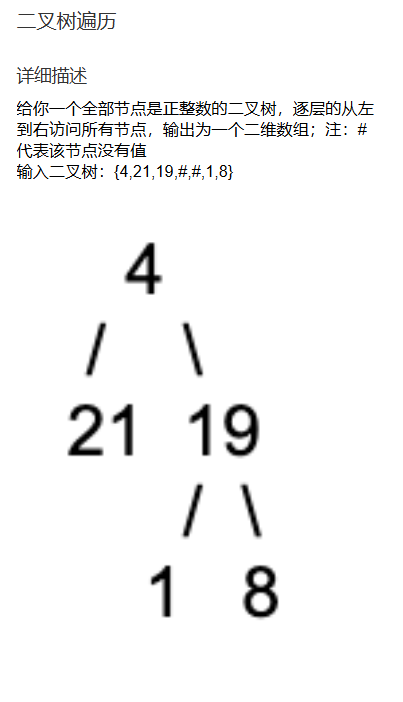 二叉树遍历
详细描述
给你一个全部节点是正整数的二叉树，逐层的从左
到右访问所有节点，输出为一个二维数组；注：#
代表该节点没有值
输入二叉树：{4,21,19,#,#,1,8}
4
/ \
21 19
/ \
1 8